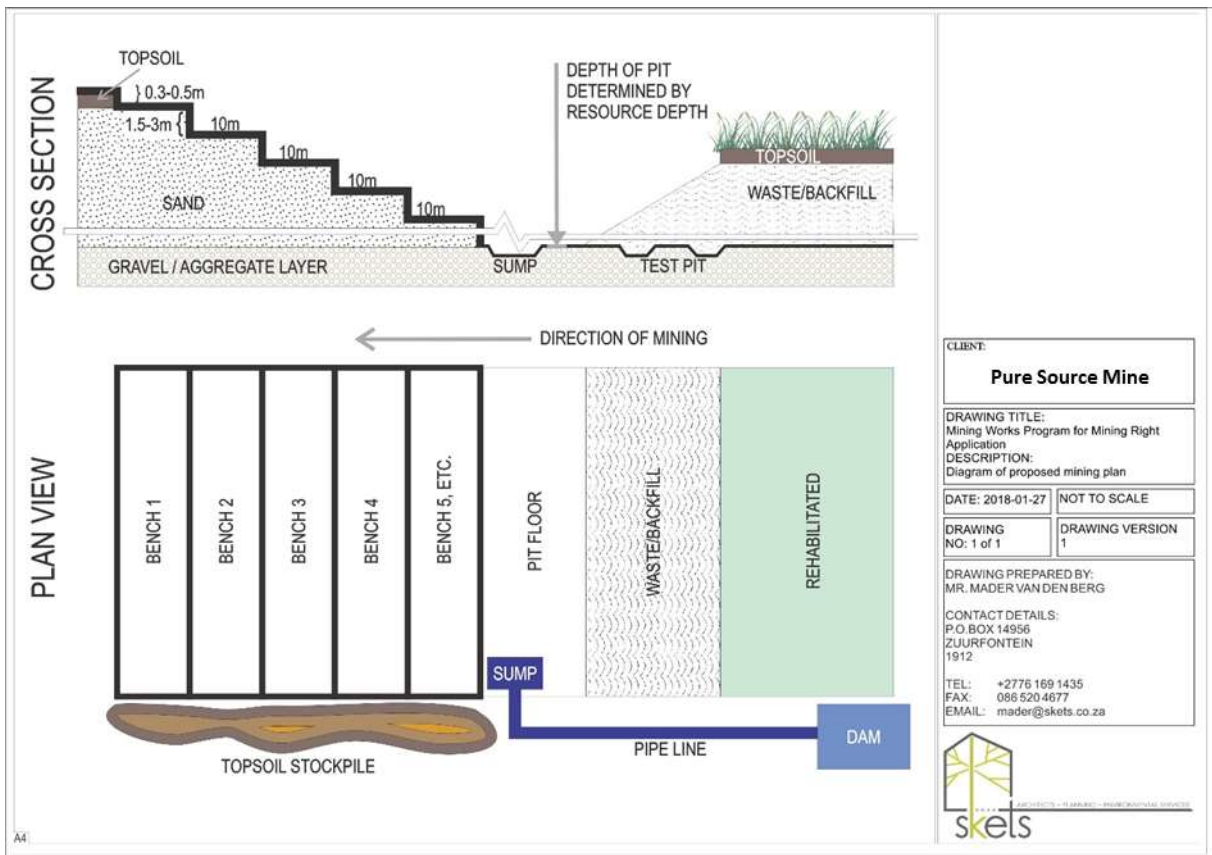 CROSS SECTION
TOPSOIL
} 0.3-0.5m
1.5-3m {
10m
10m
10m
10m
SAND
GRAVEL / AGGREGATE LAYER
DEPTH OF PIT
DETERMINED BY
RESOURCE DEPTH
SUMP
TEST PIT
TOPSOIL
WASTE/BACKFILL
PLAN VIEW
DIRECTION OF MINING
BENCH 1
BENCH 2
BENCH 3
BENCH 4
BENCH 5, ETC.
PIT FLOOR
WASTE/BACKFILL
REHABILITATED
SUMP
PIPE LINE
DAM
TOPSOIL STOCKPILE
A4
CLIENT:
Pure Source Mine
DRAWING TITLE:
Mining Works Program for Mining Right
Application
DESCRIPTION:
Diagram of proposed mining plan
DATE: 2018-01-27
NOT TO SCALE
DRAWING
NO: 1 of 1
DRAWING VERSION
1
DRAWING PREPARED BY:
MR. MADER VAN DEN BERG
CONTACT DETAILS:
P.O.BOX 14956
ZUURFONTEIN
1912
TEL: +2776 169 1435
FAX: 086 520 4677
EMAIL: mader@skets.co.za
ARCHITECTS - PLANNING - ENVIRONMENTAL SERVICES
skets